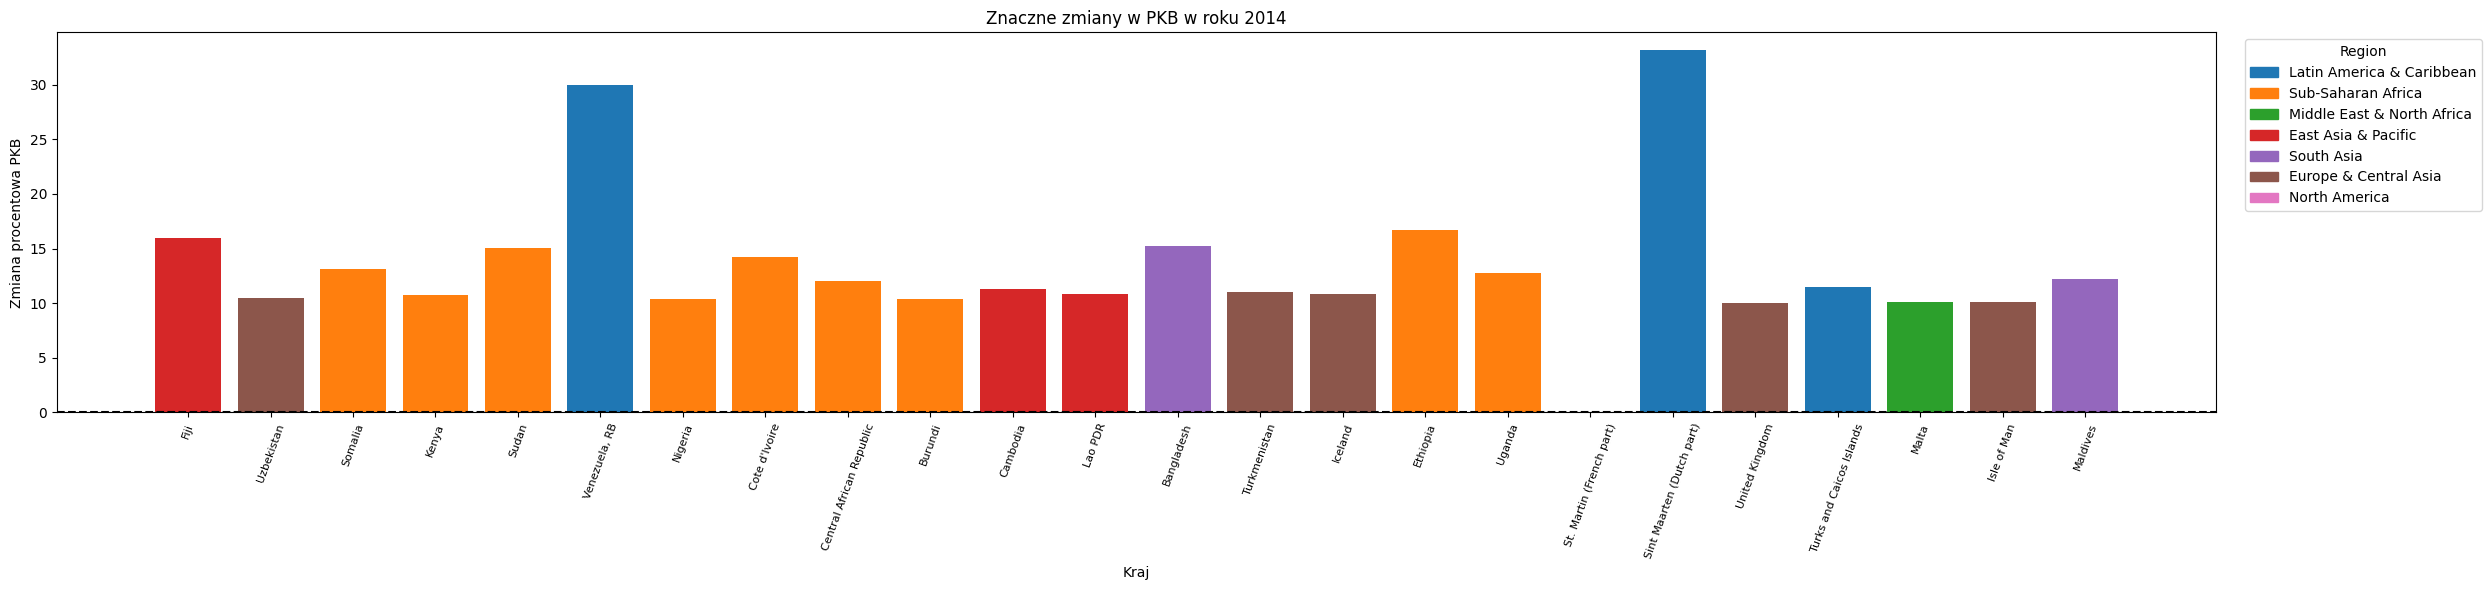 Znaczne zmiany w PKB w roku 2014
Zmiana procentowa PKB
30
25
20
15
10
5
0
Fiji
Uzbekistan
Somalia
Kenya
Sudan
Venezuela, RB
Nigeria
Cote d'Ivoire
Central African Republic
Burundi
Cambodia
Lao PDR
Bangladesh
Turkmenistan
Iceland
Ethiopia
Uganda
St. Martin (French part)
Sint Maarten (Dutch part)
United Kingdom
Turks and Caicos Islands
Malta
Isle of Man
Maldives
Kraj
Region
Latin America & Caribbean
Sub-Saharan Africa
Middle East & North Africa
East Asia & Pacific
South Asia
Europe & Central Asia
North America